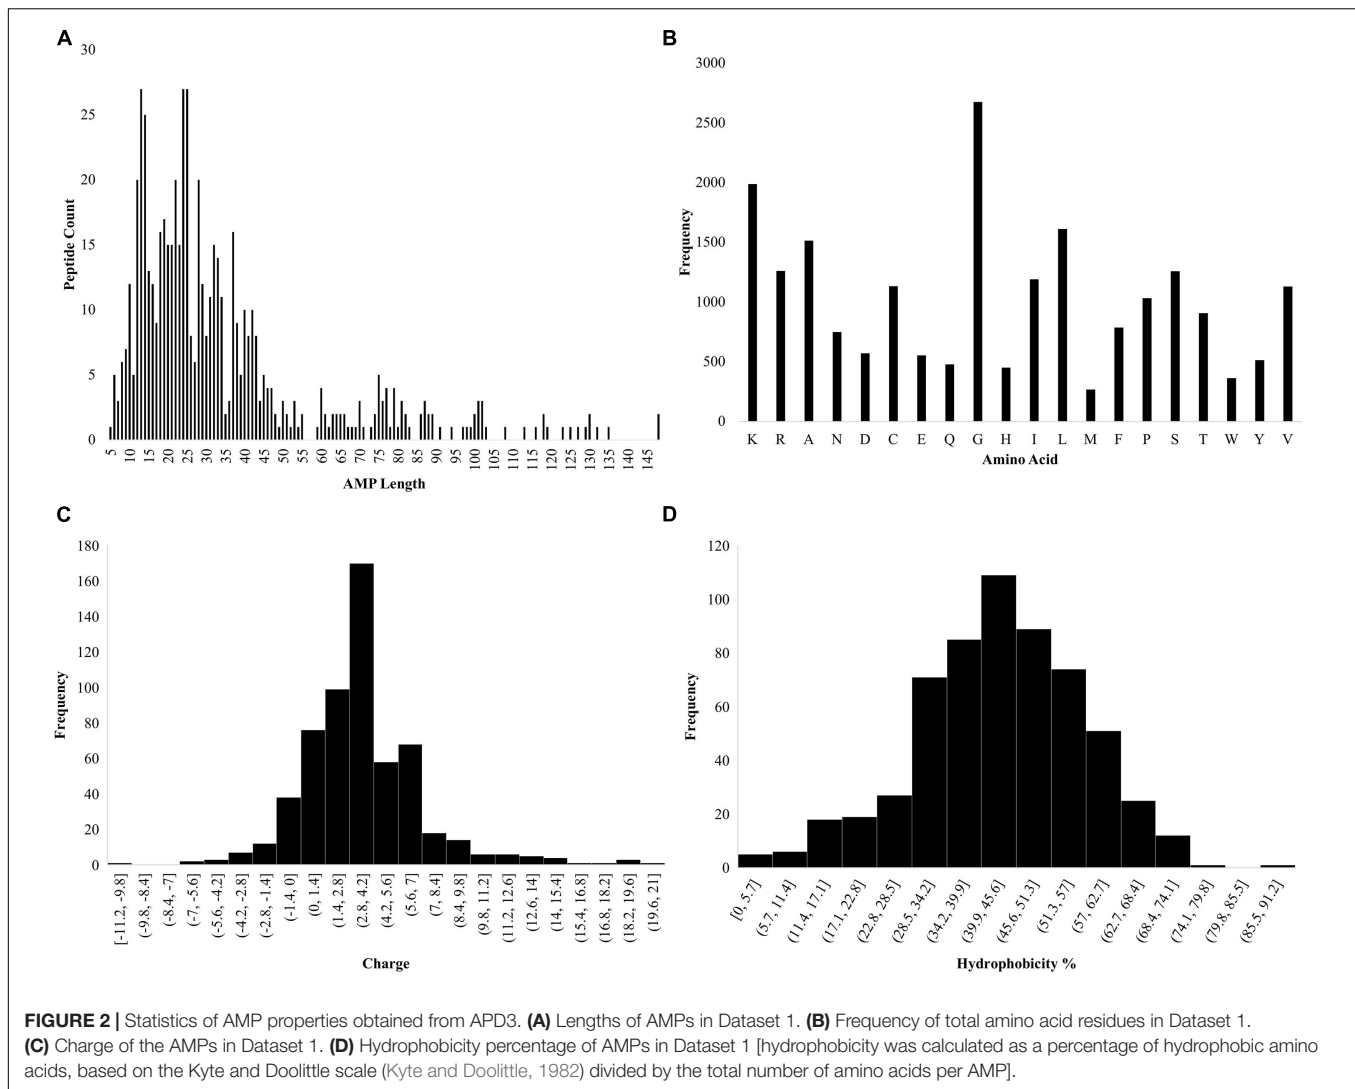 A
30
25
20
15
10
5
0
Peptide Count
5 10 15 20 25 30 35 40 45 50 55 60 65 70 75 80 85 90 95 100 105 110 115 120 125 130 135 140 145
AMP Length
B
3000
2500
2000
1500
1000
500
0
Frequency
K R A N D C E Q G H I L M F P S T W Y V
Amino Acid
C
180
160
140
120
100
80
60
40
20
0
Frequency
[-11.2, -9.8] (-9.8, -8.4] (-8.4, -7] (-7, -5.6] (-5.6, -4.2] (-4.2, -2.8] (-2.8, -1.4] (-1.4, 0] (0, 1.4] (1.4, 2.8] (2.8, 4.2] (4.2, 5.6] (5.6, 7] (7, 8.4] (8.4, 9.8] (9.8, 11.2] (11.2, 12.6] (12.6, 14] (14, 15.4] (15.4, 16.8] (16.8, 18.2] (18.2, 19.6] (19.6, 21]
Charge
D
120
100
80
60
40
20
0
Frequency
[0, 5.7] (5.7, 11.4] (11.4, 17.1] (17.1, 22.8] (22.8, 28.5] (28.5, 34.2] (34.2, 39.9] (39.9, 45.6] (45.6, 51.3] (51.3, 57] (57, 62.7] (62.7, 68.4] (68.4, 74.1] (74.1, 79.8] (79.8, 85.5] (85.5, 91.2]
Hydrophobicity %
FIGURE 2 | Statistics of AMP properties obtained from APD3. (A) Lengths of AMPs in Dataset 1. (B) Frequency of total amino acid residues in Dataset 1.
(C) Charge of the AMPs in Dataset 1. (D) Hydrophobicity percentage of AMPs in Dataset 1 [hydrophobicity was calculated as a percentage of hydrophobic amino
acids, based on the Kyte and Doolittle scale (Kyte and Doolittle, 1982) divided by the total number of amino acids per AMP].